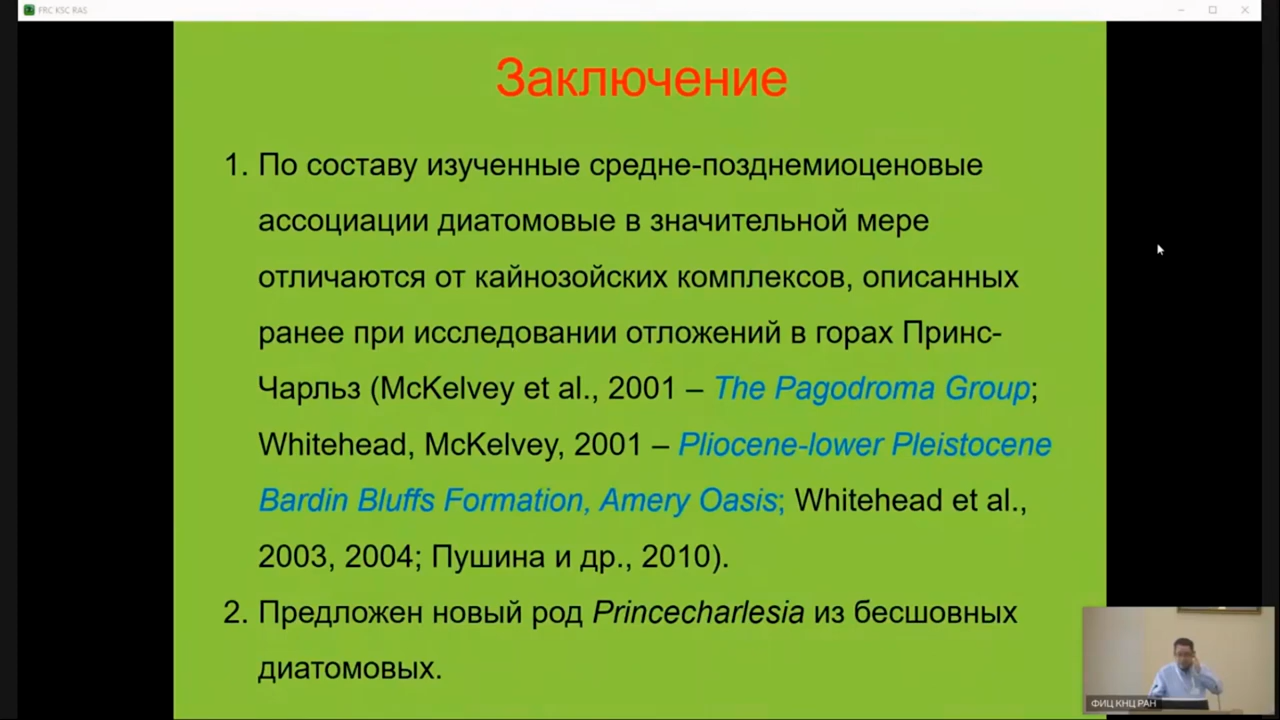 FRC KSC RAS
Заключение
1. По составу изученные средне-позднемиоценовые
ассоциации диатомовые в значительной мере
отличаются от кайнозойских комплексов, описанных
ранее при исследовании отложений в горах Принс-
Чарльз (McKelvey et al., 2001 – The Pagodroma Group;
Whitehead, McKelvey, 2001 – Pliocene-lower Pleistocene
Bardin Bluffs Formation, Amery Oasis; Whitehead et al.,
2003, 2004; Пушина и др., 2010).
2. Предложен новый род Princecharlesia из бесшовных
диатомовых.
ФИЦ КНЦ РАН